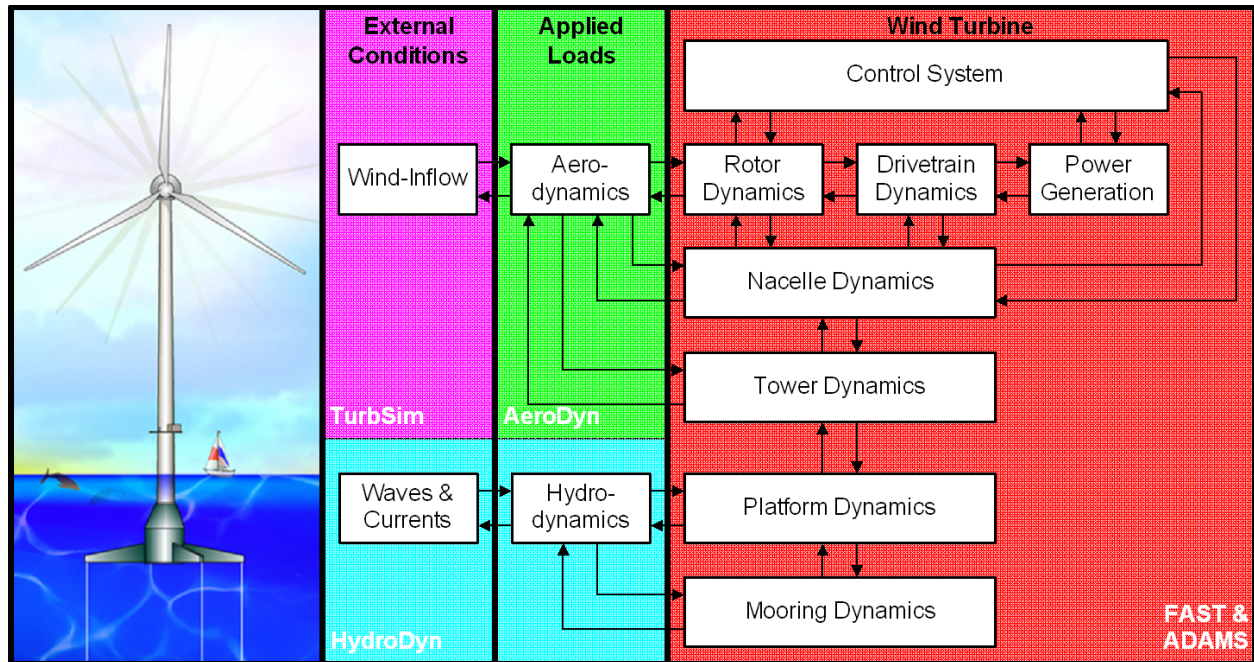 External
Conditions
Applied
Loads
Wind Turbine
Control System
Wind-Inflow
Aero-
dynamics
Rotor
Dynamics
Drivetrain
Dynamics
Power
Generation
Nacelle Dynamics
Tower Dynamics
TurbSim
AeroDyn
Waves &
Currents
Hydro-
dynamics
Platform Dynamics
Mooring Dynamics
HydroDyn
FAST &
ADAMS